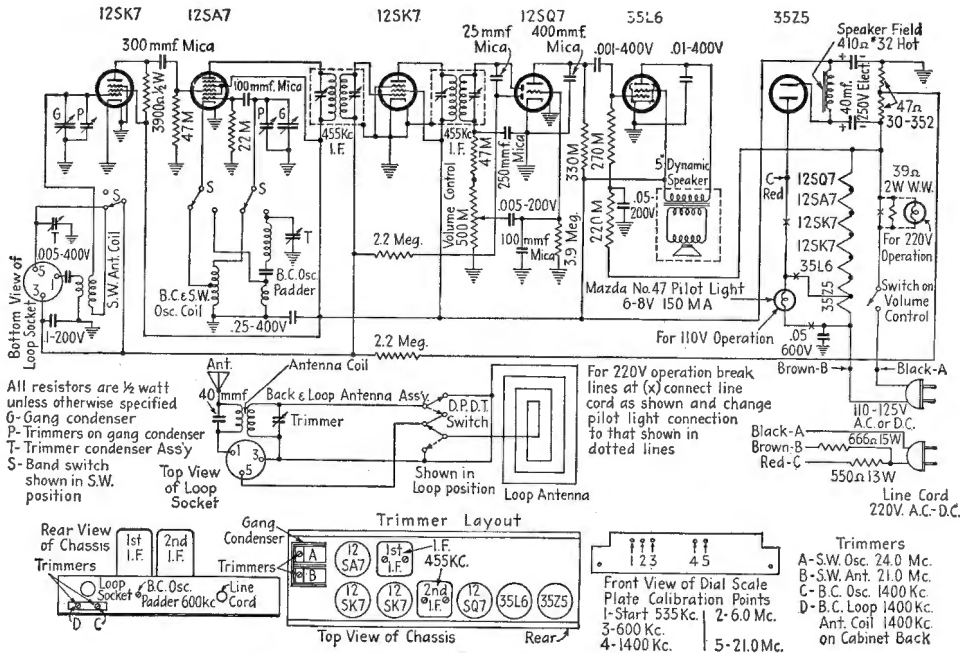 12SK7
12SA7
12SK7
12SQ7
35L6
35Z5
300 mmf. Mica
3900Ω ½W
47M
100 mmf. Mica
22M
G
P
P
G
455Kc
I.F.
455Kc
I.F.
25mmf
Mica
400mmf.
Mica
.001-400V
.01-400V
Speaker Field
410Ω #32 Hot
40mf.
250V Elect.
47Ω
30-352
47M
250mmf
Mica
330M
270M
220M
.05-
200V
5" Dynamic
Speaker
Volume Control
500M
.005-200V
100
mmf
Mica
3.9 Meg.
2.2 Meg.
C
Red
12SQ7
12SA7
12SK7
12SK7
35L6
35Z5
39Ω
2W W.W.
For 220V
Operation
Switch on
Volume
Control
Mazda No.47 Pilot Light
6-8V 150 MA
For 110V Operation
.05
600V
Brown-B
Black-A
110-125V
A.C. or D.C.
S
S
T
T
.005-400V
5
1
3
.1-200V
Bottom View of
Loop Socket
S.W. Ant. Coil
B.C & S.W.
Osc. Coil
B.C. Osc.
Padder
.25-400V
2.2 Meg.
All resistors are ½ watt
unless otherwise specified
G-Gang condenser
P-Trimmers on gang condenser
T-Trimmer condenser Ass'y
S-Band switch
shown in S.W.
position
Ant.
40 mmf
Antenna Coil
Back & Loop Antenna Ass'y
Trimmer
D.P.D.T.
Switch
1
3
5
Top View
of Loop
Socket
Shown in
Loop position
Loop Antenna
For 220V operation break
lines at (x) connect line
cord as shown and change
pilot light connection
to that shown in
dotted lines
Black-A
Brown-B
Red-C
666Ω 15W
550Ω 13W
Line Cord
220V. A.C.-D.C.
Rear View
of Chassis
Trimmers
1st
I.F.
2nd
I.F.
Loop
Socket
B.C. Osc.
Padder 600kc
Line
Cord
D
C
Trimmer Layout
Gang
Condenser
Trimmers
A
B
12
SA7
1st
I.F.
I.F.
455KC.
12
SK7
12
SK7
2nd
I.F.
12
SQ7
35L6
35Z5
Top View of Chassis
Rear
1 2 3
4 5
Front View of Dial Scale
Plate Calibration Points
1-Start 535Kc.
2-6.0 Mc.
3-600 Kc.
4-1400 Kc.
5-21.0 Mc.
Trimmers
A-S.W. Osc. 24.0 Mc.
B-S.W. Ant. 21.0 Mc.
C-B.C. Osc 1400 Kc.
D-B.C. Loop 1400 Kc.
Ant. Coil 1400 Kc.
on Cabinet Back